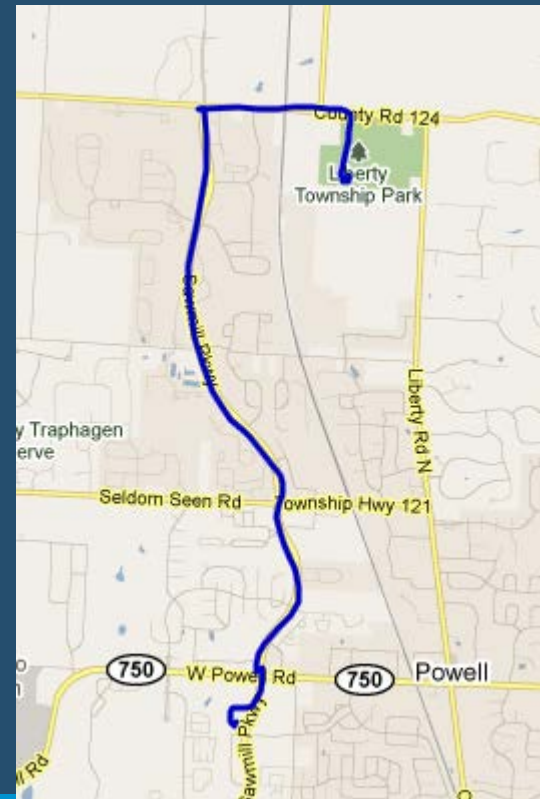 County Rd 124
Liberty
Township Park
Sawmill Pkwy
Liberty Rd N
y Traphagen
erve
Seldom Seen Rd
Township Hwy 121
750
W Powell Rd
750
Powell
Sawmill Pkwy
Rd